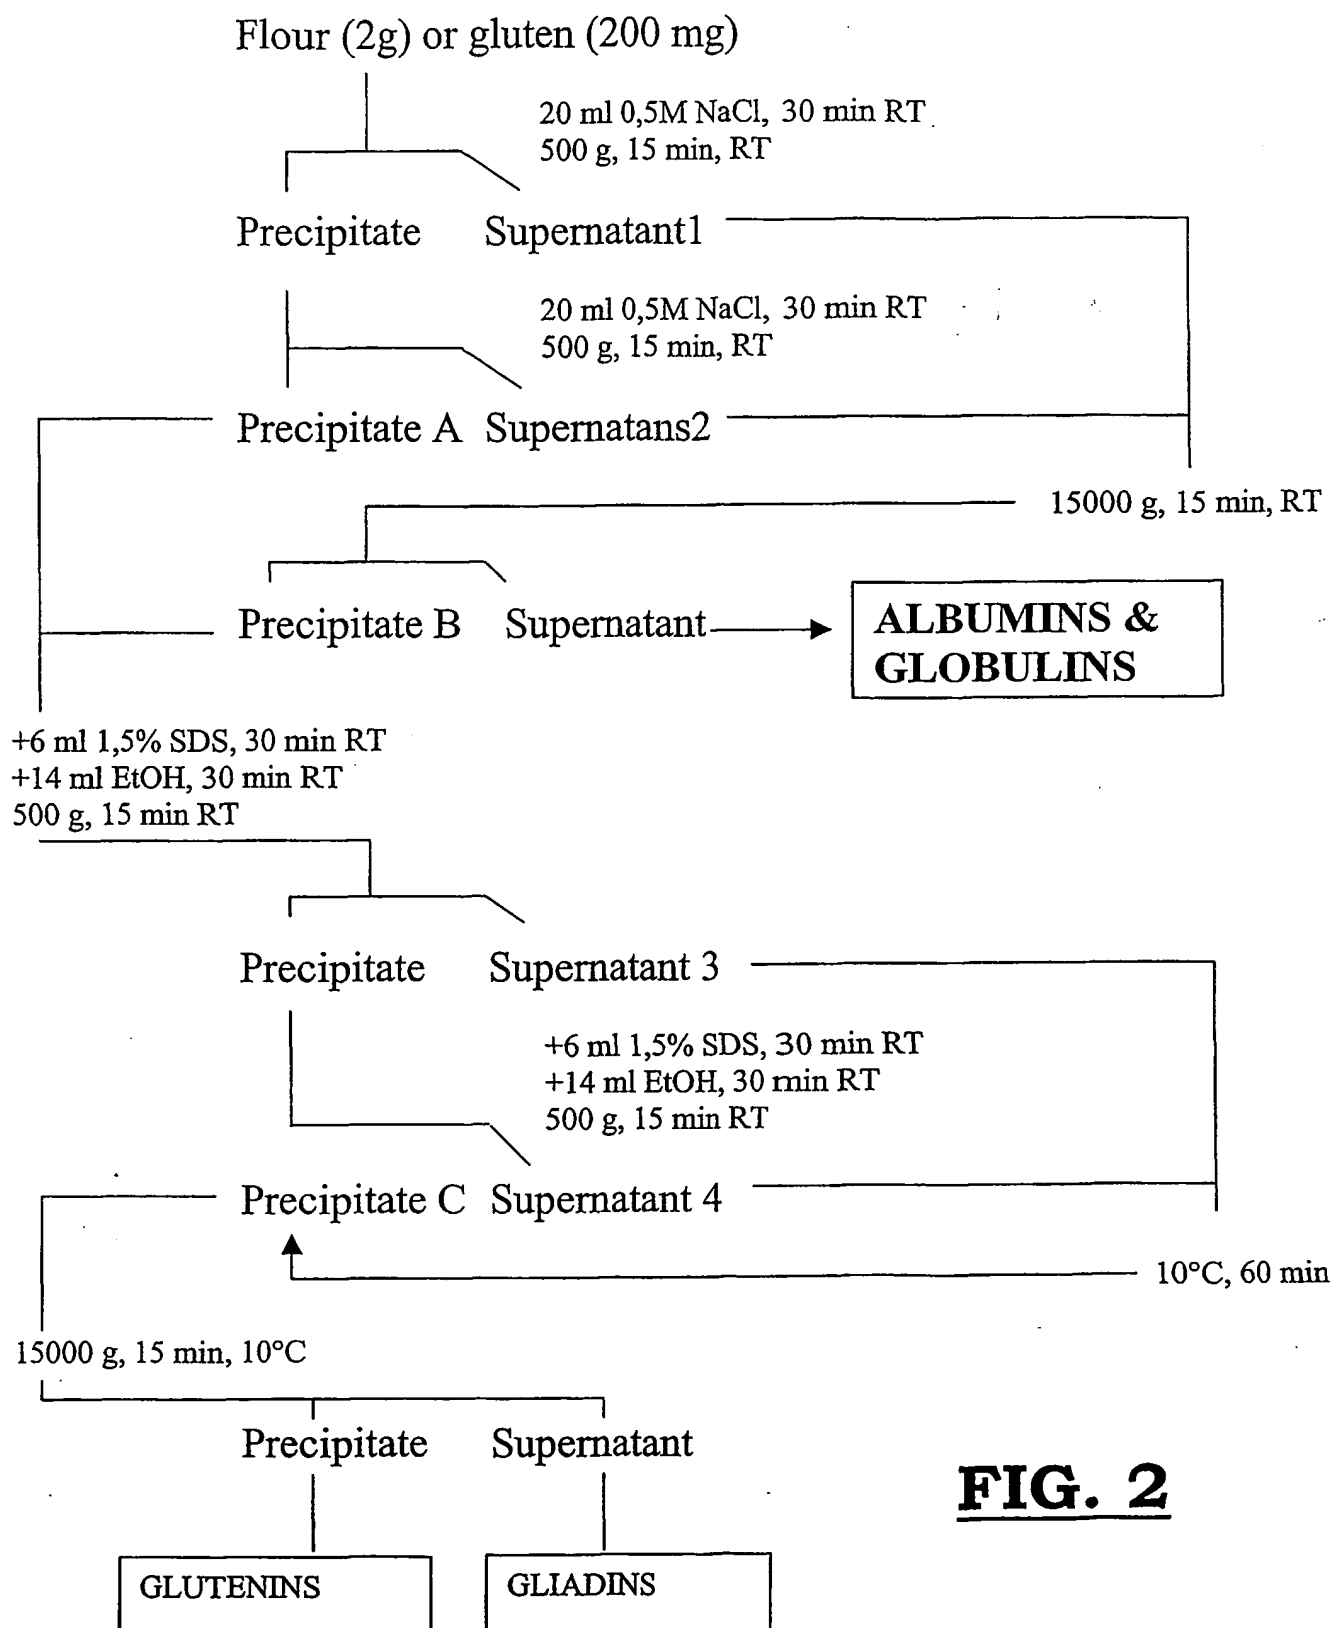 Flour (2g) or gluten (200 mg)
20 ml 0,5M NaCl, 30 min RT
500 g, 15 min, RT
Precipitate Supernatant1
20 ml 0,5M NaCl, 30 min RT
500 g, 15 min, RT
Precipitate A Supernatans2
15000 g, 15 min, RT
Precipitate B Supernatant
ALBUMINS &
GLOBULINS
+6 ml 1,5% SDS, 30 min RT
+14 ml EtOH, 30 min RT
500 g, 15 min RT
Precipitate Supernatant 3
+6 ml 1,5% SDS, 30 min RT
+14 ml EtOH, 30 min RT
500 g, 15 min RT
Precipitate C Supernatant 4
10°C, 60 min
15000 g, 15 min, 10°C
Precipitate Supernatant
FIG. 2
GLUTENINS GLIADINS